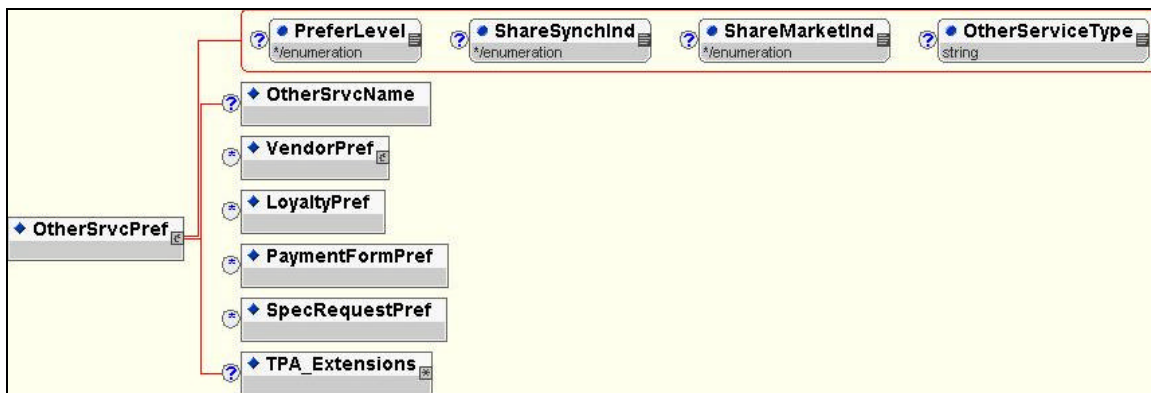 PreferLevel ShareSynchInd ShareMarketInd OtherServiceType
*/enumeration */enumeration */enumeration string
OtherSrvcName
VendorPref
LoyaltyPref
OtherSrvcPref
PaymentFormPref
SpecRequestPref
TPA_Extensions